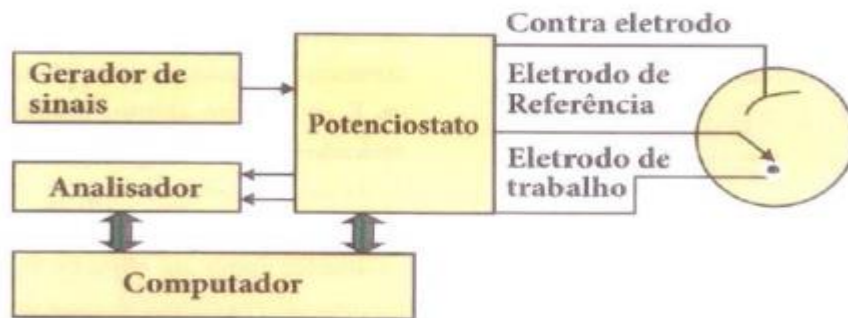 Contra eletrodo
Gerador de
sinais
Eletrodo de
Referência
Potenciostato
Analisador
Eletrodo de
trabalho
Computador